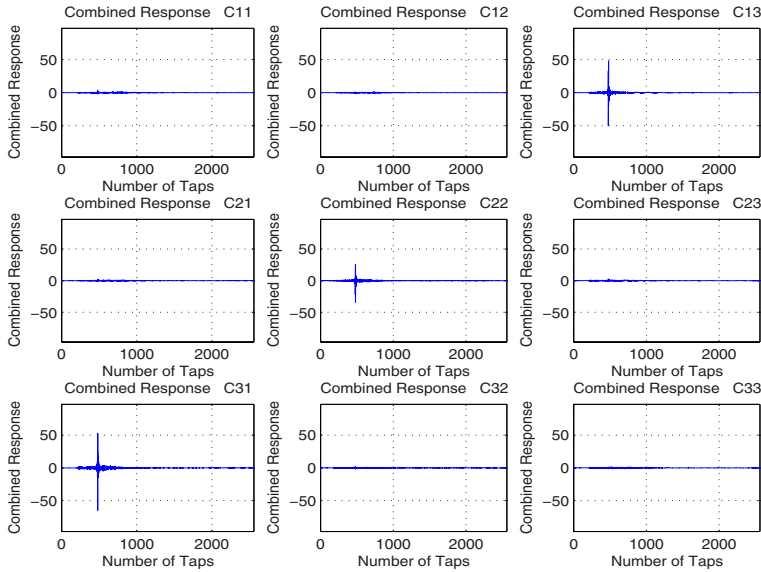 Combined Response C11
Combined Response
50
0
−50
0
1000
2000
Number of Taps
Combined Response C12
Combined Response
50
0
−50
0
1000
2000
Number of Taps
Combined Response C13
Combined Response
50
0
−50
0
1000
2000
Number of Taps
Combined Response C21
Combined Response
50
0
−50
0
1000
2000
Number of Taps
Combined Response C22
Combined Response
50
0
−50
0
1000
2000
Number of Taps
Combined Response C23
Combined Response
50
0
−50
0
1000
2000
Number of Taps
Combined Response C31
Combined Response
50
0
−50
0
1000
2000
Number of Taps
Combined Response C32
Combined Response
50
0
−50
0
1000
2000
Number of Taps
Combined Response C33
Combined Response
50
0
−50
0
1000
2000
Number of Taps